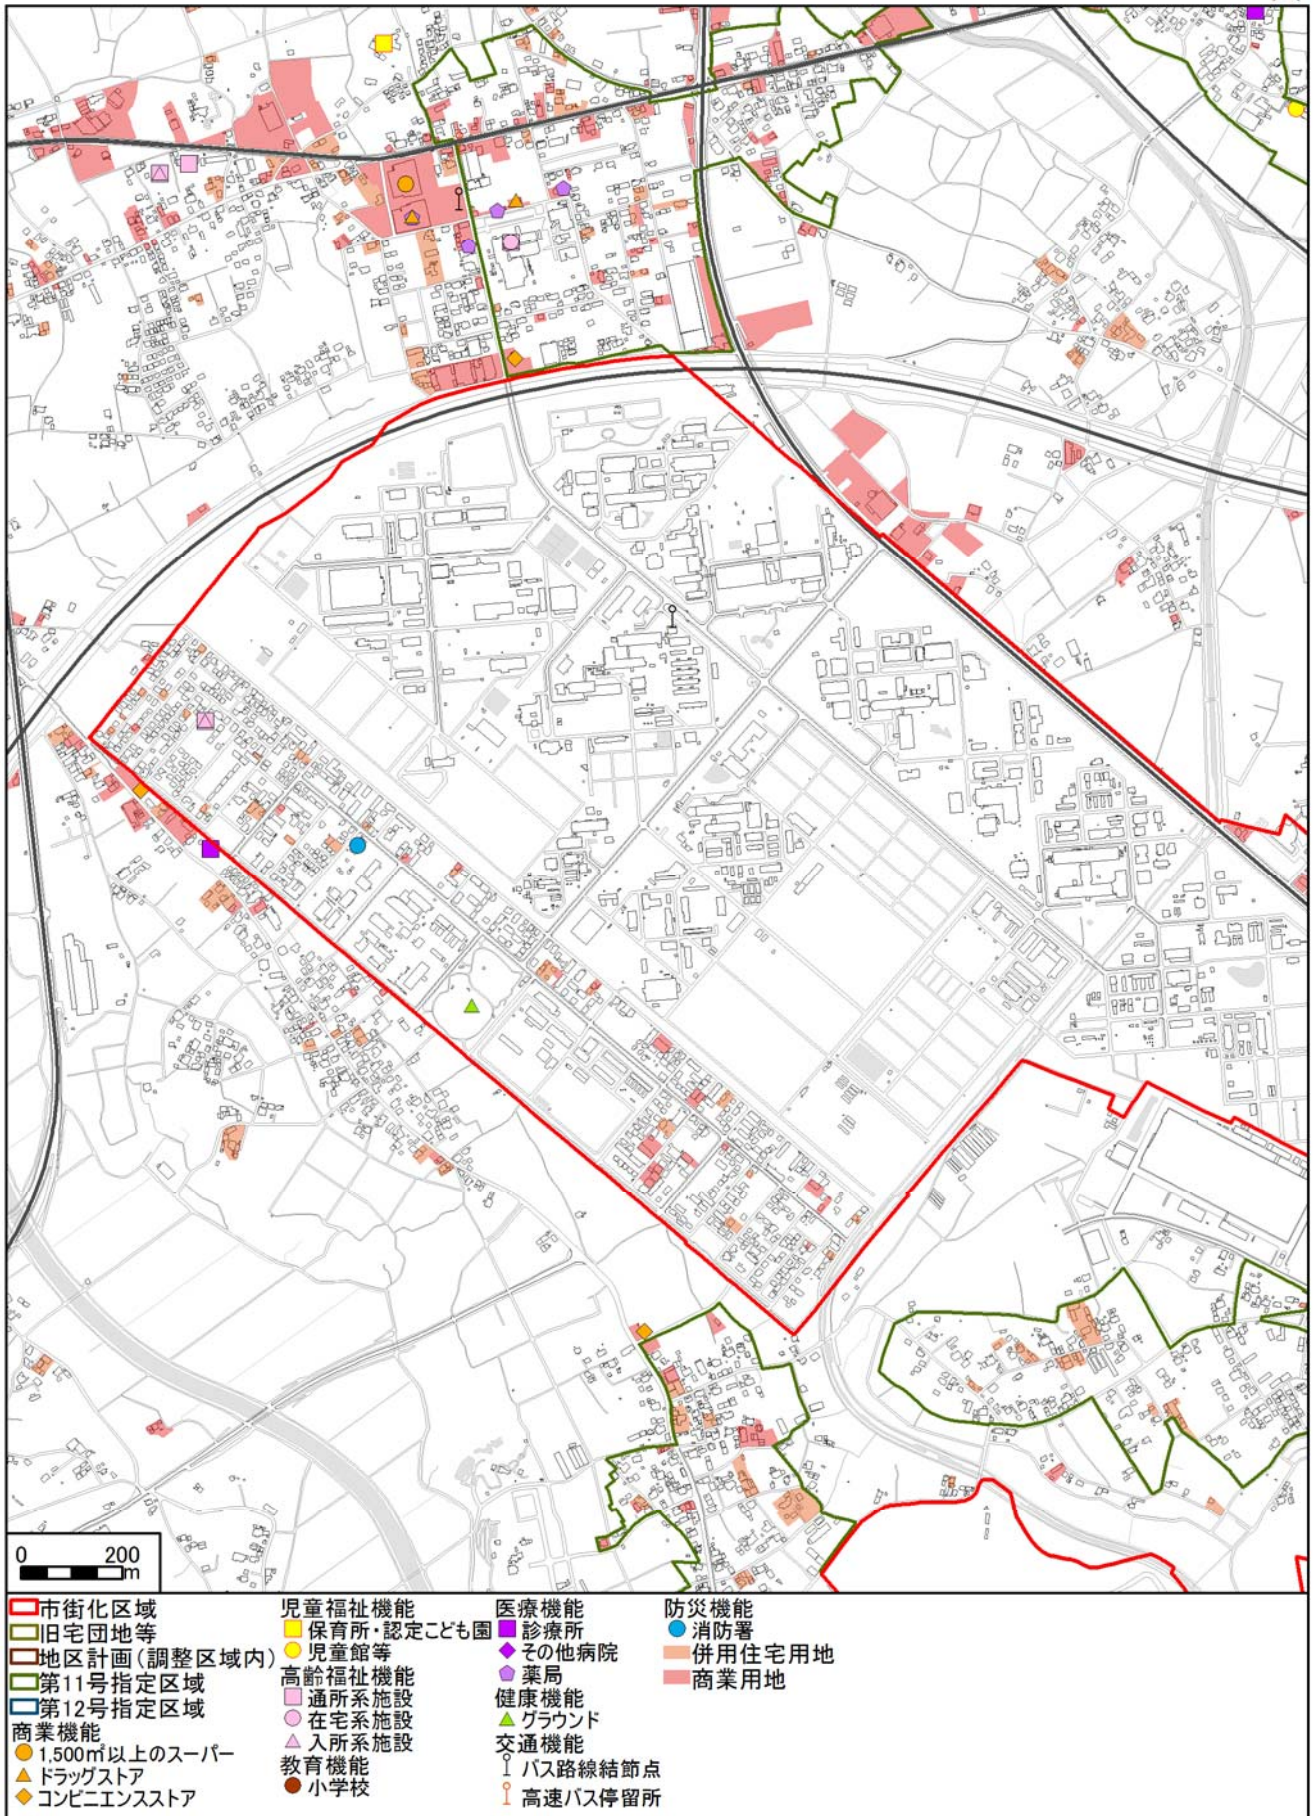 0 200
m
市街化区域
旧宅団地等
地区計画(調整区域内)
第11号指定区域
第12号指定区域
商業機能
1,500㎡以上のスーパー
ドラッグストア
コンビニエンスストア
児童福祉機能
保育所・認定こども園
児童館等
高齢福祉機能
通所系施設
在宅系施設
入所系施設
教育機能
小学校
医療機能
診療所
その他病院
薬局
健康機能
グラウンド
交通機能
バス路線結節点
高速バス停留所
防災機能
消防署
併用住宅用地
商業用地